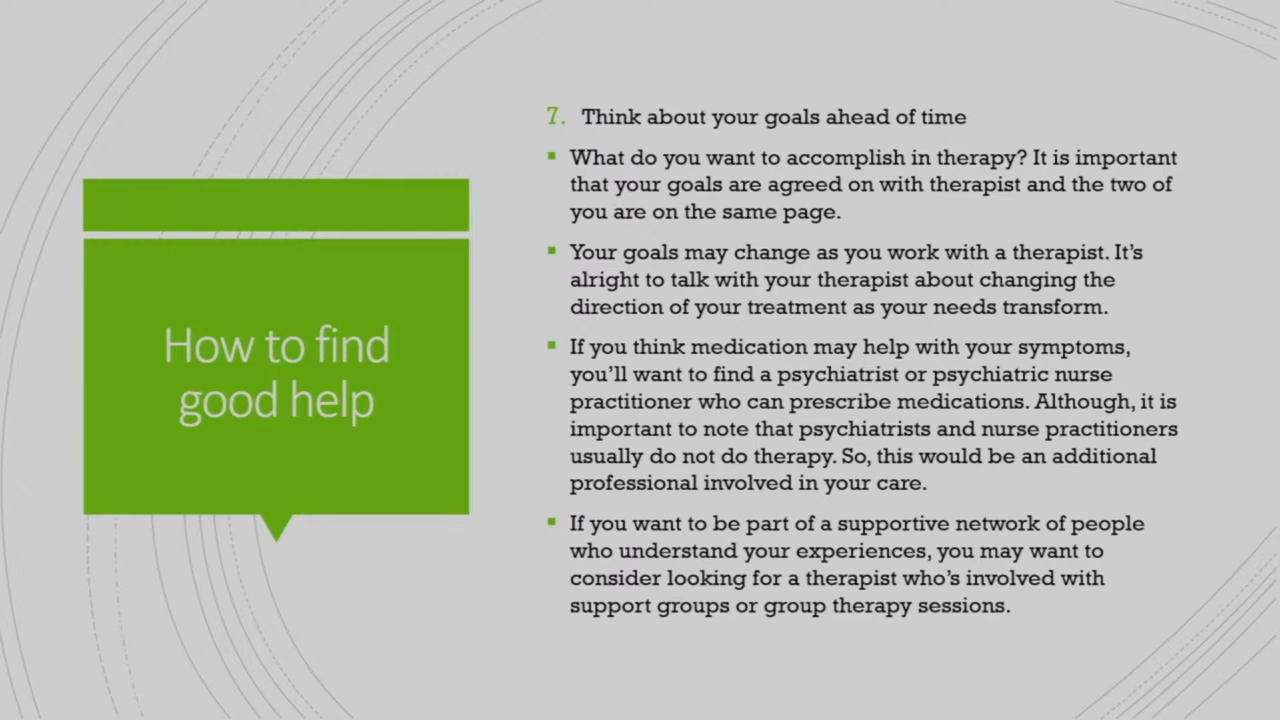 How to find
good help
7. Think about your goals ahead of time
▪ What do you want to accomplish in therapy? It is important
that your goals are agreed on with therapist and the two of
you are on the same page.
▪ Your goals may change as you work with a therapist. It’s
alright to talk with your therapist about changing the
direction of your treatment as your needs transform.
▪ If you think medication may help with your symptoms,
you’ll want to find a psychiatrist or psychiatric nurse
practitioner who can prescribe medications. Although, it is
important to note that psychiatrists and nurse practitioners
usually do not do therapy. So, this would be an additional
professional involved in your care.
▪ If you want to be part of a supportive network of people
who understand your experiences, you may want to
consider looking for a therapist who’s involved with
support groups or group therapy sessions.